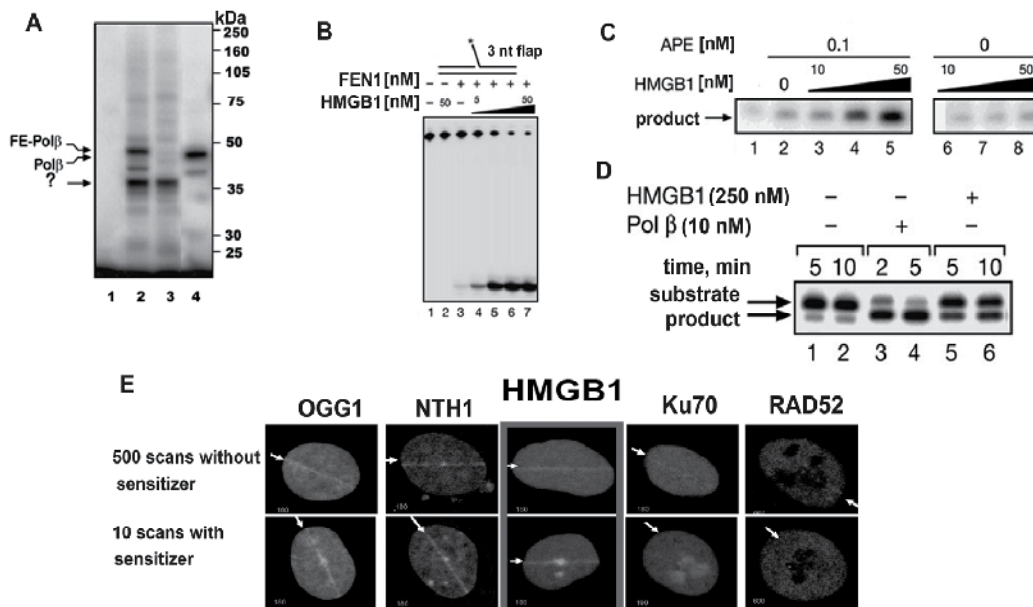 A
kDa
250
160
105
75
50
35
30
25
FE-Polβ
Polβ
?
1 2 3 4
B
* 3 nt flap
FEN1[nM] – – + + + + +
HMGB1[nM] – 50 – 5 50
1 2 3 4 5 6 7
C
APE [nM] 0.1 0
HMGB1[nM] 0 10 50 10 50
product
1 2 3 4 5 6 7 8
D
HMGB1 (250 nM) – – +
Pol β (10 nM) – + –
time, min 5 10 2 5 5 10
substrate
product
1 2 3 4 5 6
E
OGG1 NTH1 HMGB1 Ku70 RAD52
500 scans without
sensitizer
10 scans with
sensitizer